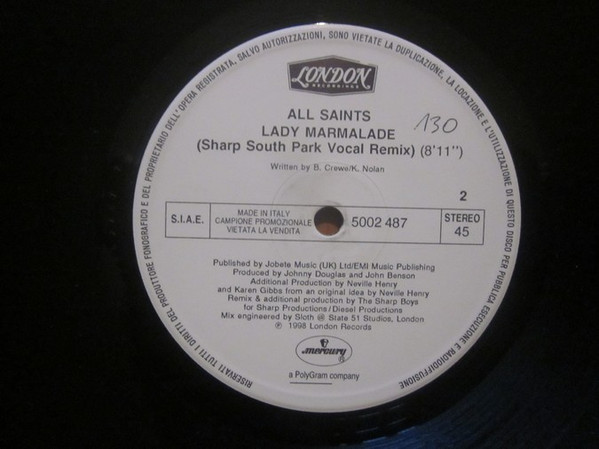 RISERVATI TUTTI I DIRITTI DEL PRODUTTORE FONOGRAFICO E DEL PROPRIETARIO DELL'OPERA REGISTRATA, SALVO AUTORIZZAZIONI, SONO VIETATE LA DUPLICAZIONE, LA LOCAZIONE E L'UTILIZZAZIONE DI QUESTO DISCO PER PUBBLICA ESECUZIONE E RADIODIFFUSIONE
LONDON
RECORDINGS
ALL SAINTS
LADY MARMALADE
130
(Sharp South Park Vocal Remix) (8'11")
Written by B. Crewe/K. Nolan
2
S.I.A.E.
MADE IN ITALY
CAMPIONE PROMOZIONALE
VIETATA LA VENDITA
5002 487
STEREO
45
Published by Jobete Music (UK) Ltd/EMI Music Publishing
Produced by Johnny Douglas and John Benson
Additional Production by Neville Henry
and Karen Gibbs from an original idea by Neville Henry
Remix & additional production by The Sharp Boys
for Sharp Productions/Diesel Productions
Mix engineered by Sloth @ State 51 Studios, London
℗ 1998 London Records
mercury
®
a PolyGram company